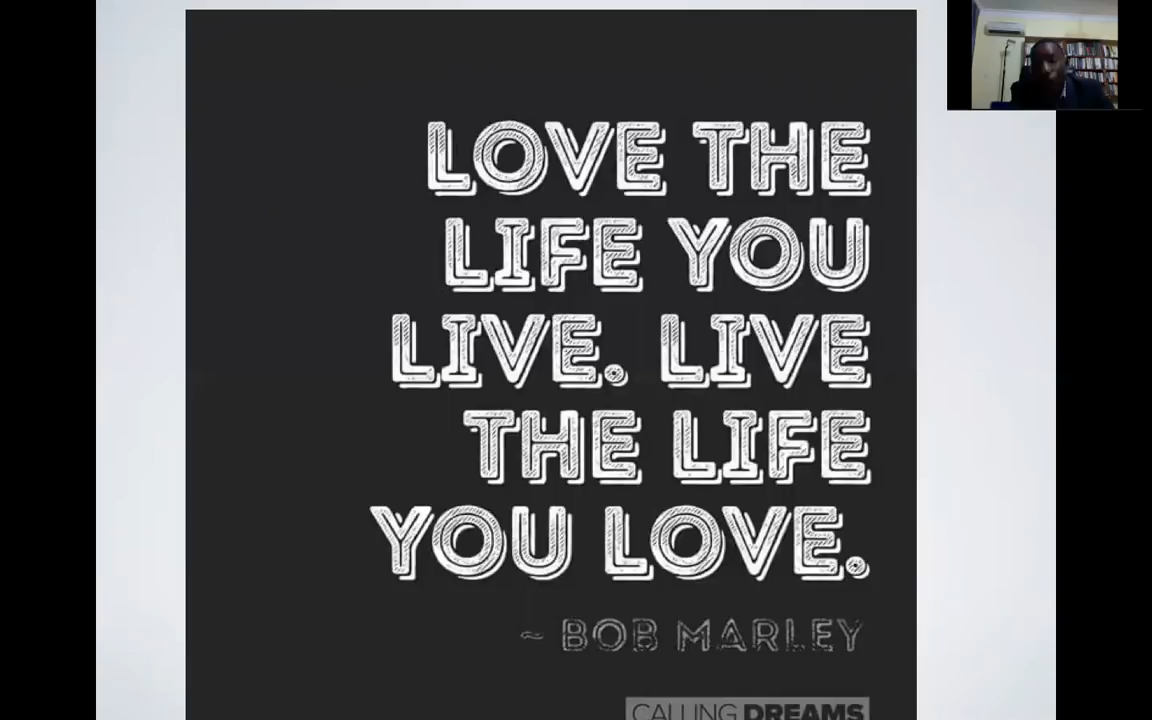 LOVE THE
LIFE YOU
LIVE. LIVE
THE LIFE
YOU LOVE.
~ BOB MARLEY
CALLING DREAMS